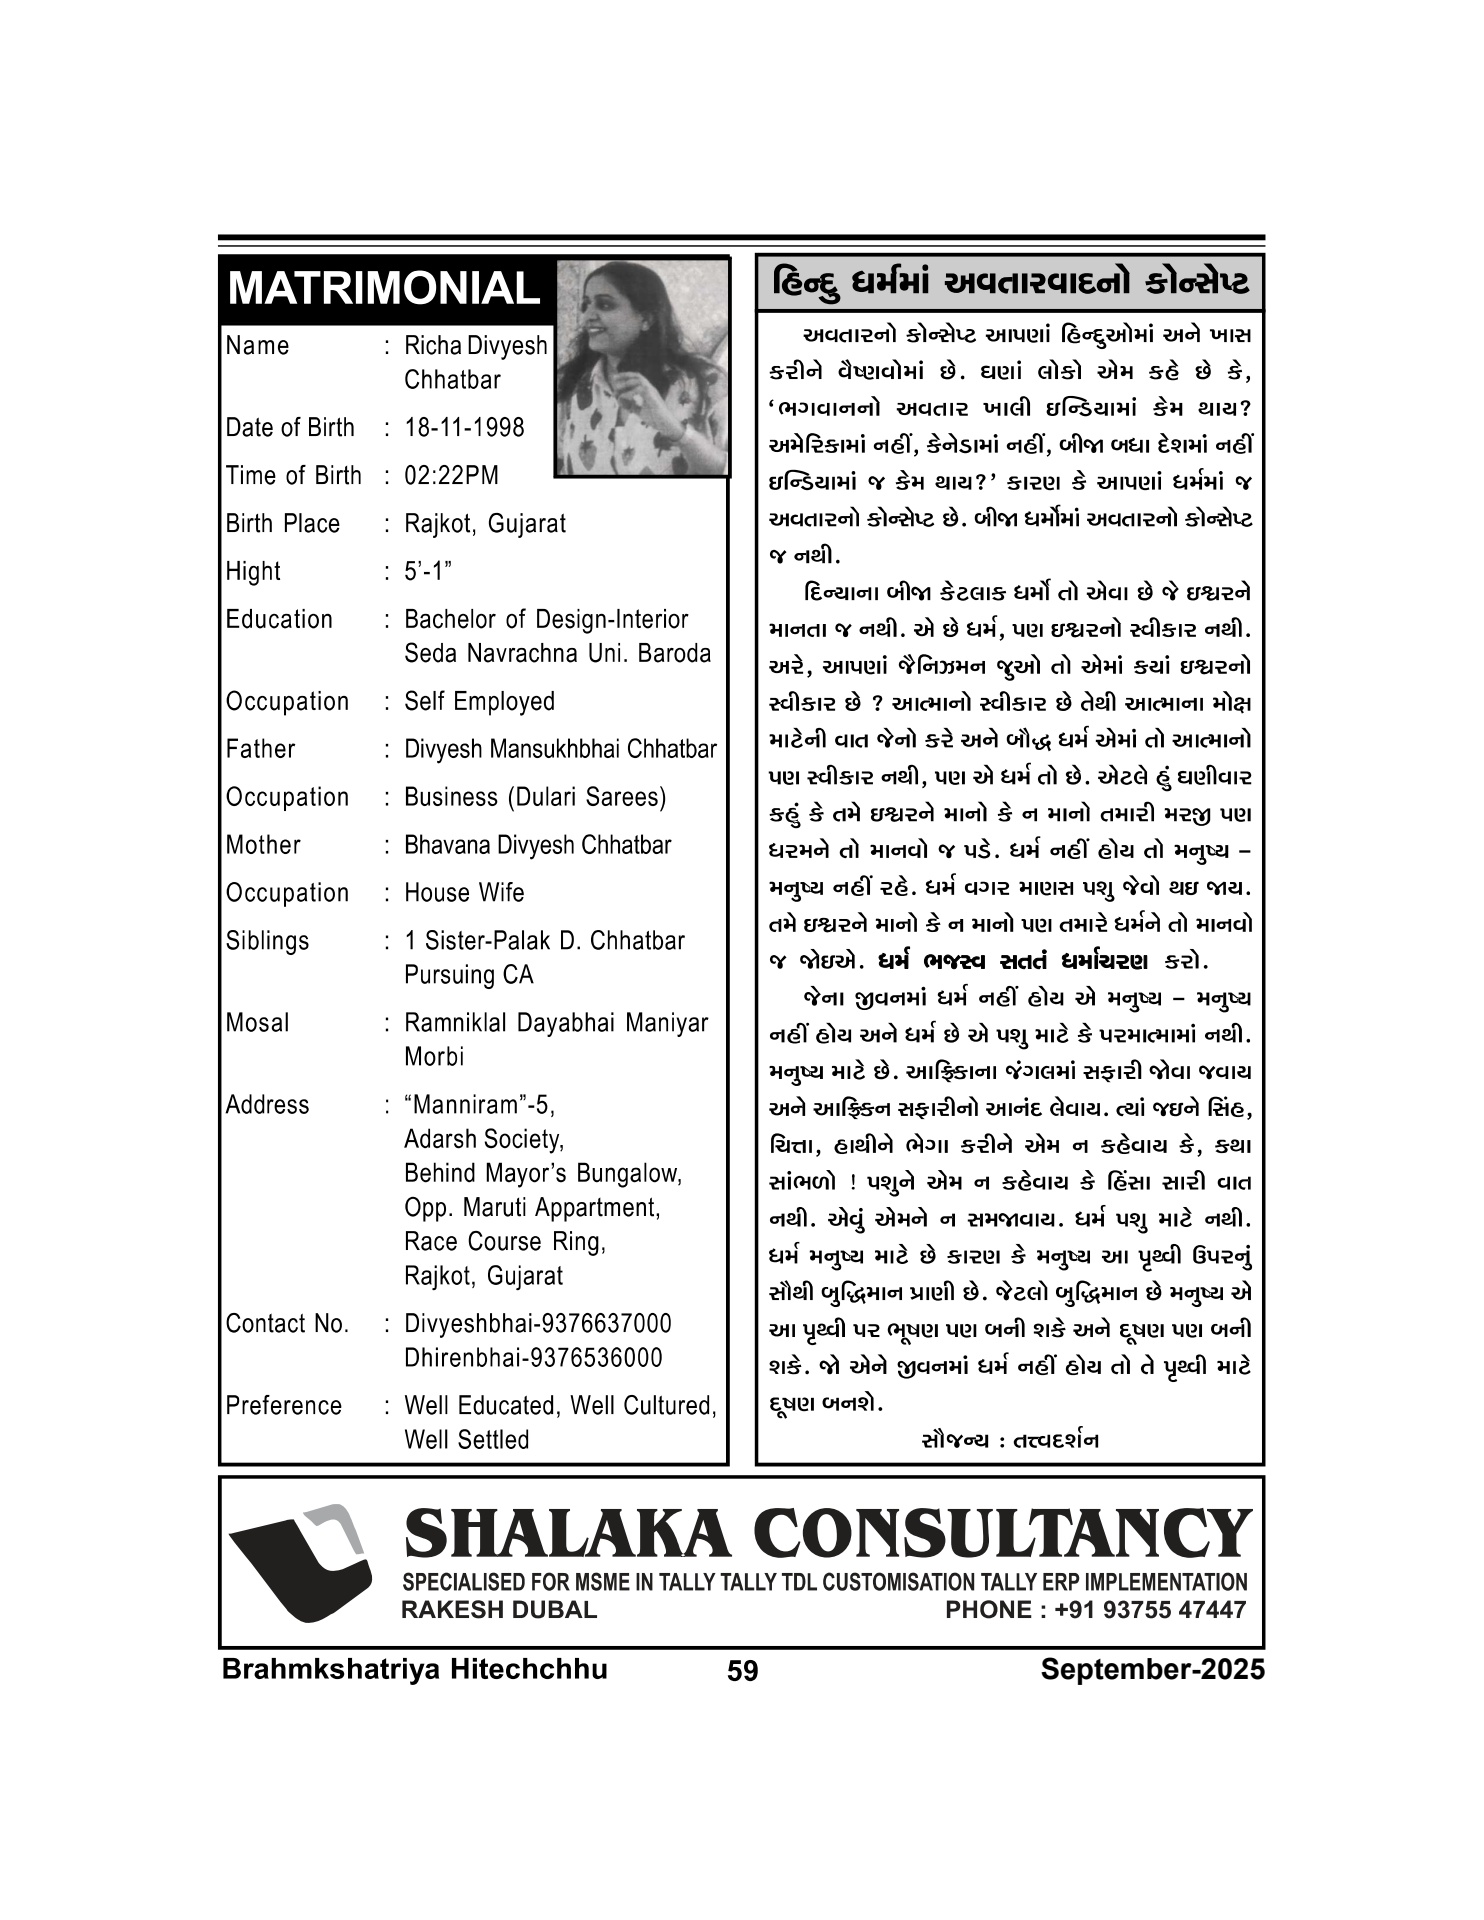 MATRIMONIAL
Name : Richa Divyesh
Chhatbar
Date of Birth : 18-11-1998
Time of Birth : 02:22PM
Birth Place : Rajkot, Gujarat
Hight : 5’-1”
Education : Bachelor of Design-Interior
Seda Navrachna Uni. Baroda
Occupation : Self Employed
Father : Divyesh Mansukhbhai Chhatbar
Occupation : Business (Dulari Sarees)
Mother : Bhavana Divyesh Chhatbar
Occupation : House Wife
Siblings : 1 Sister-Palak D. Chhatbar
Pursuing CA
Mosal : Ramniklal Dayabhai Maniyar
Morbi
Address : “Manniram”-5,
Adarsh Society,
Behind Mayor’s Bungalow,
Opp. Maruti Appartment,
Race Course Ring,
Rajkot, Gujarat
Contact No. : Divyeshbhai-9376637000
Dhirenbhai-9376536000
Preference : Well Educated, Well Cultured,
Well Settled
હિન્દુ ધર્મમાં અવતારવાદનો કોન્સેપ્ટ
અવતારનો કોન્સેપ્ટ આપણાં હિન્દુઓમાં અને ખાસ
કરીને વૈષ્ણવોમાં છે. ઘણાં લોકો એમ કહે છે કે,
‘ભગવાનનો અવતાર ખાલી ઇન્ડિયામાં કેમ થાય?
અમેરિકામાં નહીં, કેનેડામાં નહીં, બીજા બધા દેશમાં નહીં
ઇન્ડિયામાં જ કેમ થાય?’ કારણ કે આપણાં ધર્મમાં જ
અવતારનો કોન્સેપ્ટ છે. બીજા ધર્મોમાં અવતારનો કોન્સેપ્ટ
જ નથી.
દિન્યાના બીજા કેટલાક ધર્મો તો એવા છે જે ઇશ્વરને
માનતા જ નથી. એ છે ધર્મ, પણ ઇશ્વરનો સ્વીકાર નથી.
અરે, આપણાં જૈનિઝમન જુઓ તો એમાં કયાં ઇશ્વરનો
સ્વીકાર છે ? આત્માનો સ્વીકાર છે તેથી આત્માના મોક્ષ
માટેની વાત જેનો કરે અને બૌદ્ધ ધર્મ એમાં તો આત્માનો
પણ સ્વીકાર નથી, પણ એ ધર્મ તો છે. એટલે હું ઘણીવાર
કહું કે તમે ઇશ્વરને માનો કે ન માનો તમારી મરજી પણ
ધરમને તો માનવો જ પડે. ધર્મ નહીં હોય તો મનુષ્ય –
મનુષ્ય નહીં રહે. ધર્મ વગર માણસ પશુ જેવો થઇ જાય.
તમે ઇશ્વરને માનો કે ન માનો પણ તમારે ધર્મને તો માનવો
જ જોઇએ. ધર્મ ભજસ્વ સતતં ધર્માચરણ કરો.
જેના જીવનમાં ધર્મ નહીં હોય એ મનુષ્ય – મનુષ્ય
નહીં હોય અને ધર્મ છે એ પશુ માટે કે પરમાત્મામાં નથી.
મનુષ્ય માટે છે. આફ્રિકાના જંગલમાં સફારી જોવા જવાય
અને આફ્રિકન સફારીનો આનંદ લેવાય. ત્યાં જઇને સિંહ,
ચિત્તા, હાથીને ભેગા કરીને એમ ન કહેવાય કે, કથા
સાંભળો ! પશુને એમ ન કહેવાય કે હિંસા સારી વાત
નથી. એવું એમને ન સમજાવાય. ધર્મ પશુ માટે નથી.
ધર્મ મનુષ્ય માટે છે કારણ કે મનુષ્ય આ પૃથ્વી ઉપરનું
સૌથી બુદ્ધિમાન પ્રાણી છે. જેટલો બુદ્ધિમાન છે મનુષ્ય એ
આ પૃથ્વી પર ભૂષણ પણ બની શકે અને દૂષણ પણ બની
શકે. જો એને જીવનમાં ધર્મ નહીં હોય તો તે પૃથ્વી માટે
દૂષણ બનશે.
સૌજન્ય : તત્ત્વદર્શન
SHALAKA CONSULTANCY
SPECIALISED FOR MSME IN TALLY TALLY TDL CUSTOMISATION TALLY ERP IMPLEMENTATION
RAKESH DUBAL PHONE : +91 93755 47447
Brahmkshatriya Hitechchhu 59 September-2025